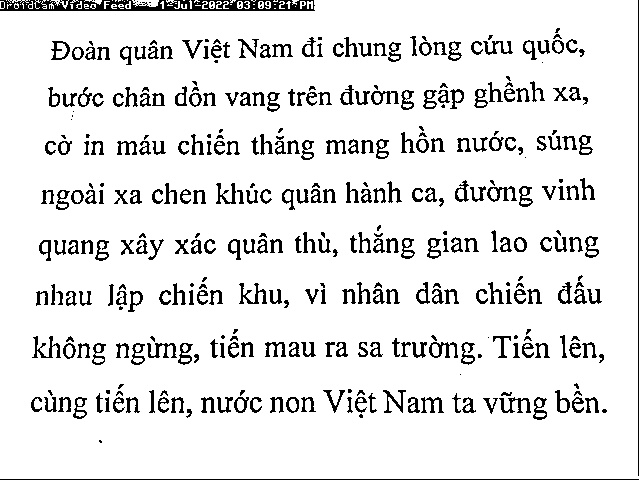 DroidCam Video Feed 1-Jul-2022 03:09:21 PM
Đoàn quân Việt Nam đi chung lòng cứu quốc,
bước chân dồn vang trên đường gập ghềnh xa,
cờ in máu chiến thắng mang hồn nước, súng
ngoài xa chen khúc quân hành ca, đường vinh
quang xây xác quân thù, thắng gian lao cùng
nhau lập chiến khu, vì nhân dân chiến đấu
không ngừng, tiến mau ra sa trường. Tiến lên,
cùng tiến lên, nước non Việt Nam ta vững bền.